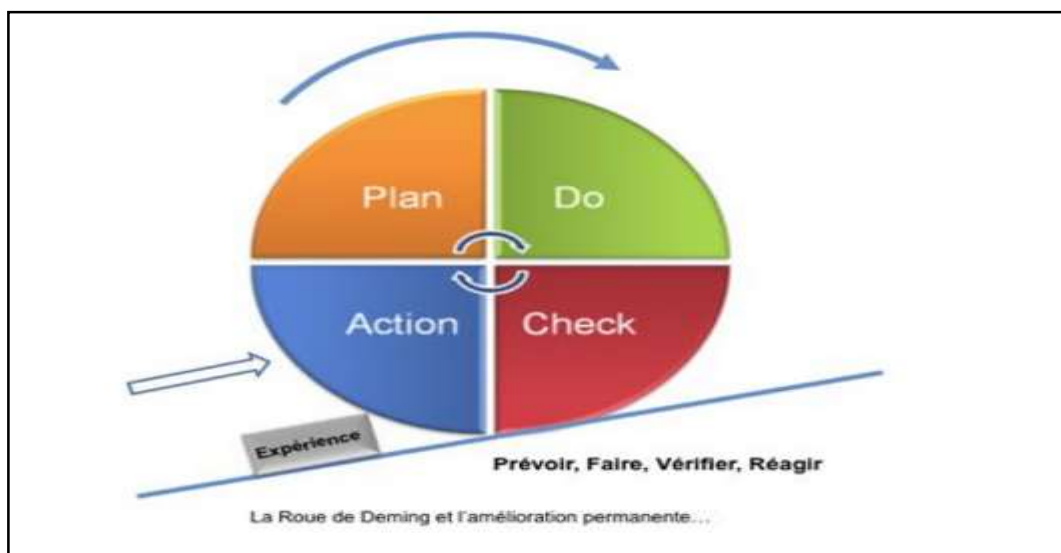 Plan
Do
Action
Check
Expérience
Prévoir, Faire, Vérifier, Réagir
La Roue de Deming et l'amélioration permanente...